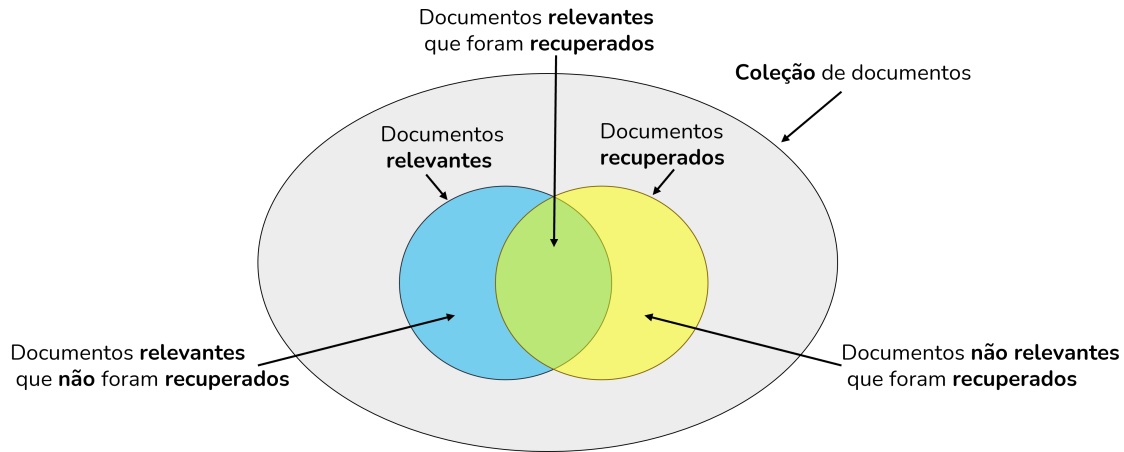 Documentos relevantes
que foram recuperados
Coleção de documentos
Documentos
relevantes
Documentos
recuperados
Documentos relevantes
que não foram recuperados
Documentos não relevantes
que foram recuperados